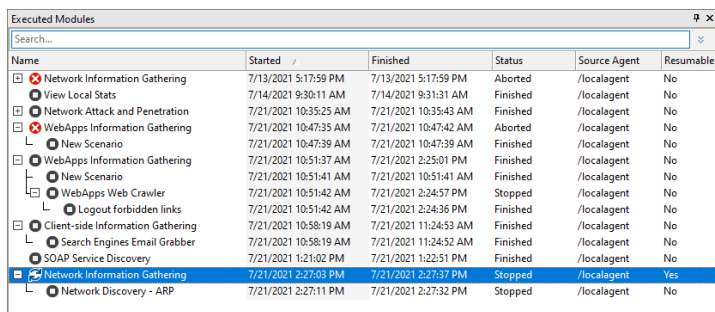 Executed Modules
Search...
Name Started Finished Status Source Agent Resumable
Network Information Gathering 7/13/2021 5:17:59 PM 7/13/2021 5:17:59 PM Aborted /localagent No
View Local Stats 7/14/2021 9:30:11 AM 7/14/2021 9:31:31 AM Finished /localagent No
Network Attack and Penetration 7/21/2021 10:35:25 AM 7/21/2021 10:35:43 AM Finished /localagent No
WebApps Information Gathering 7/21/2021 10:47:35 AM 7/21/2021 10:47:42 AM Aborted /localagent No
New Scenario 7/21/2021 10:47:39 AM 7/21/2021 10:47:39 AM Finished /localagent No
WebApps Information Gathering 7/21/2021 10:51:37 AM 7/21/2021 2:25:01 PM Finished /localagent No
New Scenario 7/21/2021 10:51:41 AM 7/21/2021 10:51:41 AM Finished /localagent No
WebApps Web Crawler 7/21/2021 10:51:42 AM 7/21/2021 2:24:57 PM Stopped /localagent No
Logout forbidden links 7/21/2021 10:51:42 AM 7/21/2021 2:24:36 PM Finished /localagent No
Client-side Information Gathering 7/21/2021 10:58:19 AM 7/21/2021 11:24:53 AM Finished /localagent No
Search Engines Email Grabber 7/21/2021 10:58:19 AM 7/21/2021 11:24:52 AM Finished /localagent No
SOAP Service Discovery 7/21/2021 1:21:02 PM 7/21/2021 1:22:51 PM Finished /localagent No
Network Information Gathering 7/21/2021 2:27:03 PM 7/21/2021 2:27:37 PM Stopped /localagent Yes
Network Discovery - ARP 7/21/2021 2:27:11 PM 7/21/2021 2:27:32 PM Stopped /localagent No